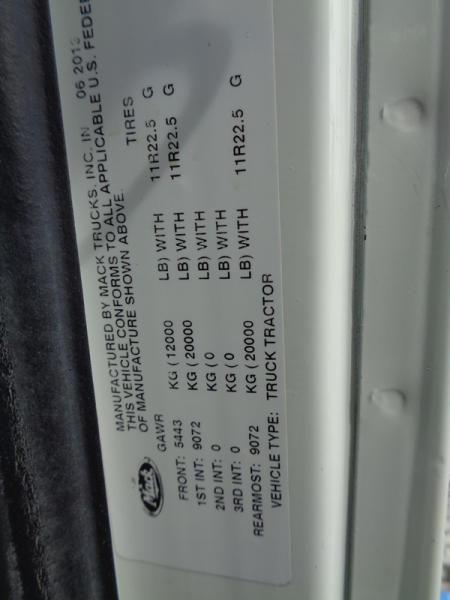 MANUFACTURED BY MACK TRUCKS. INC. IN 06 2013
THIS VEHICLE CONFORMS TO ALL APPLICABLE U.S. FEDE
OF MANUFACTURE SHOWN ABOVE.
Mack GAWR TIRES
FRONT: 5443 KG (12000 LB) WITH 11R22.5 G
1ST INT: 9072 KG (20000 LB) WITH 11R22.5 G
2ND INT: 0 KG (0 LB) WITH
3RD INT: 0 KG (0 LB) WITH
REARMOST: 9072 KG (20000 LB) WITH 11R22.5 G
VEHICLE TYPE: TRUCK TRACTOR